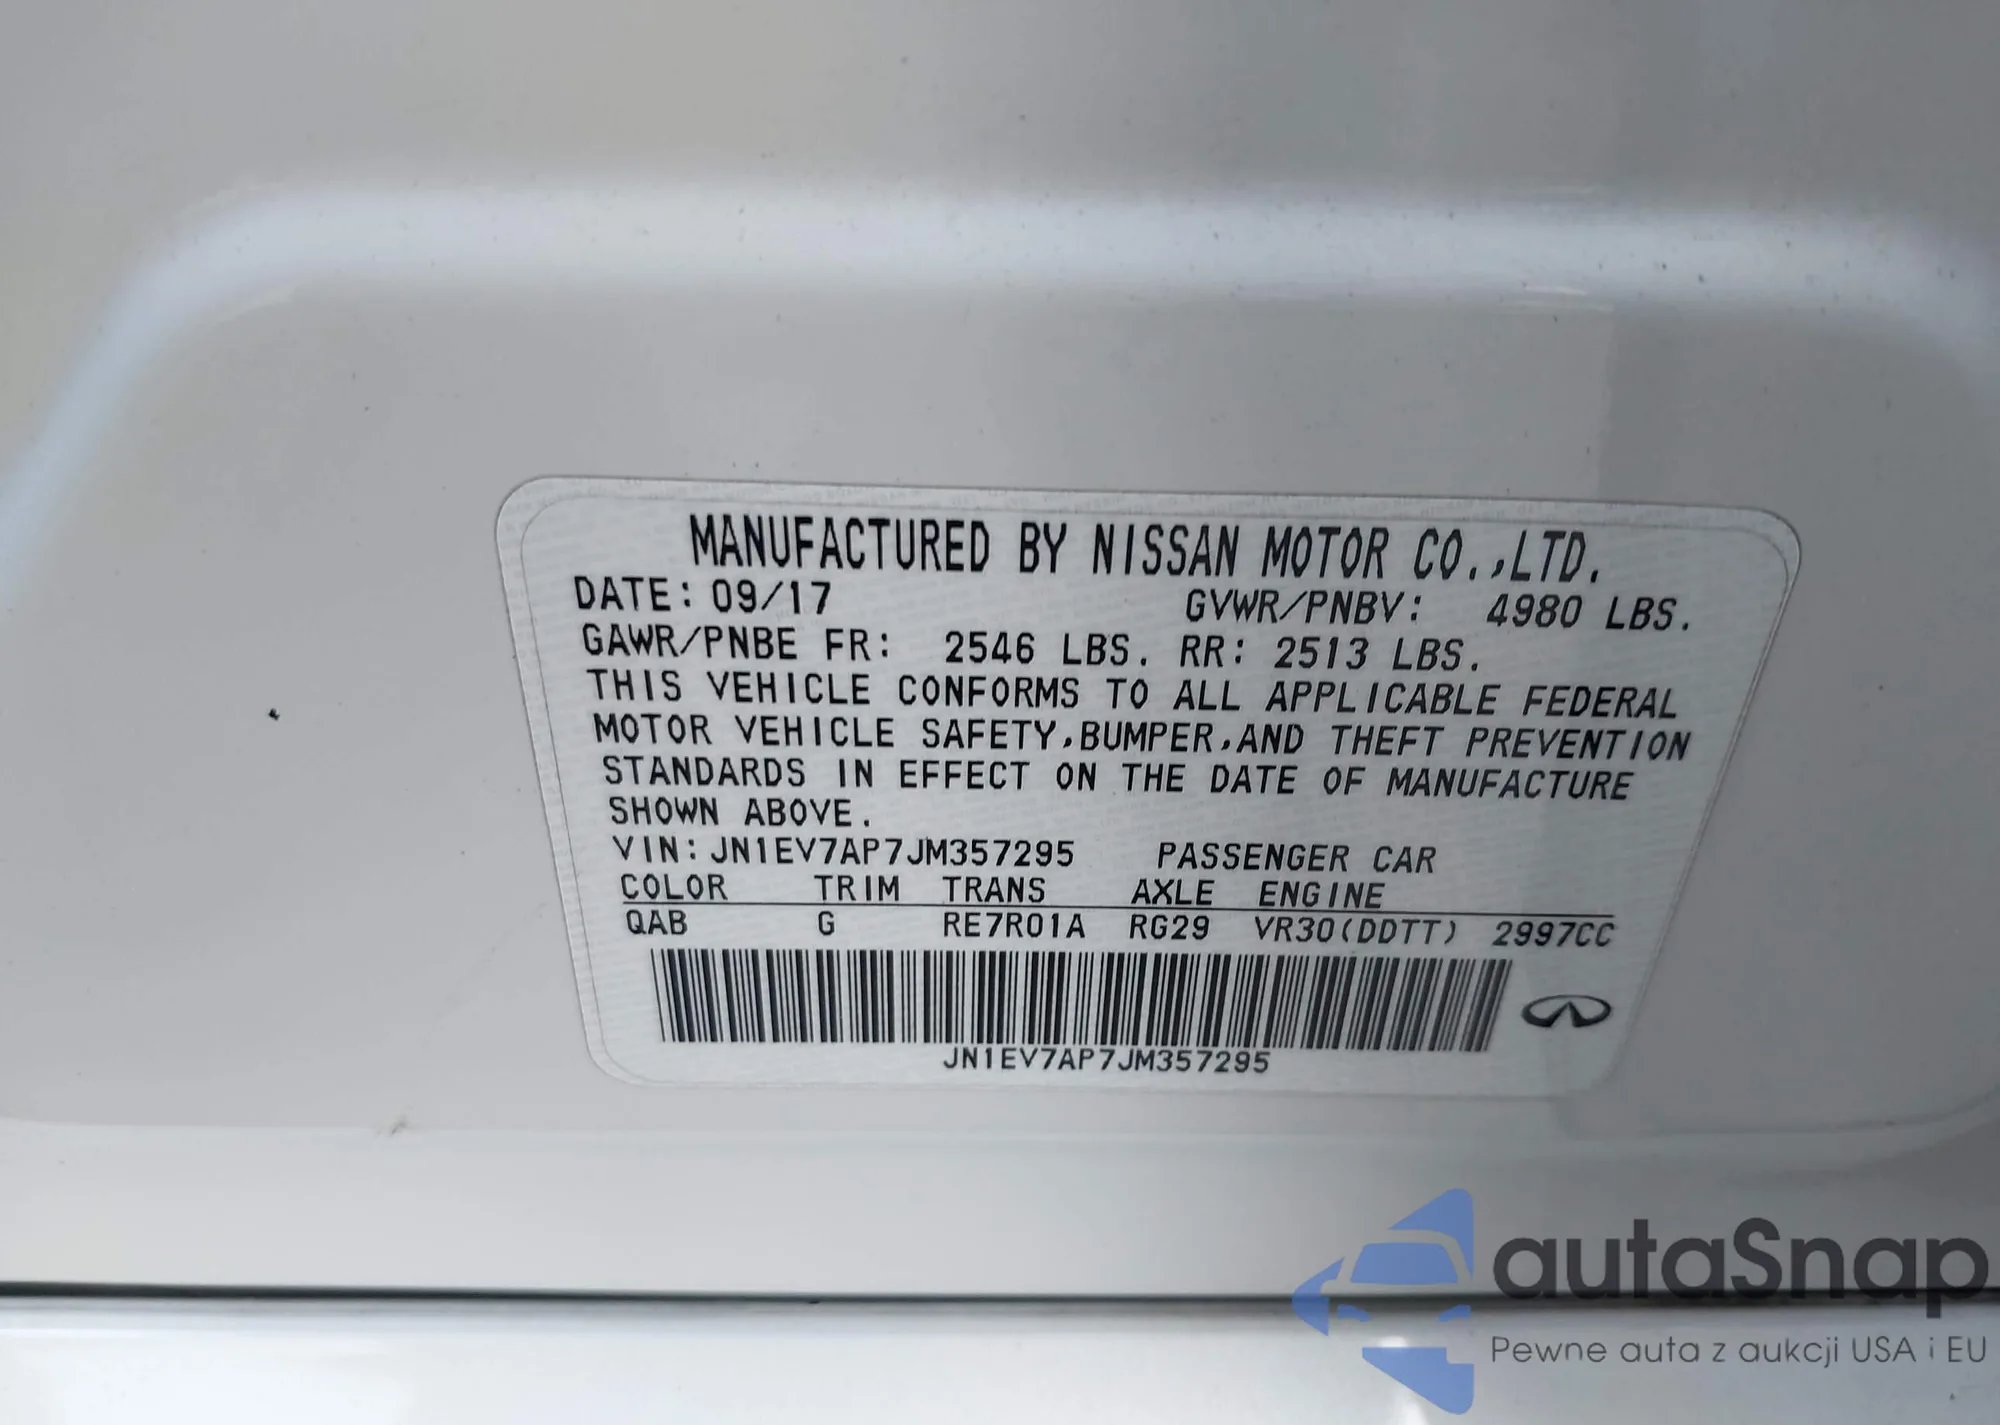 MANUFACTURED BY NISSAN MOTOR CO.,LTD.
DATE: 09/17 GVWR/PNBV: 4980 LBS.
GAWR/PNBE FR: 2546 LBS. RR: 2513 LBS.
THIS VEHICLE CONFORMS TO ALL APPLICABLE FEDERAL
MOTOR VEHICLE SAFETY,BUMPER,AND THEFT PREVENTION
STANDARDS IN EFFECT ON THE DATE OF MANUFACTURE
SHOWN ABOVE.
VIN: JN1EV7AP7JM357295 PASSENGER CAR
COLOR TRIM TRANS AXLE ENGINE
QAB G RE7R01A RG29 VR30(DDTT) 2997CC
JN1EV7AP7JM357295
autaSnap
Pewne auta z aukcji USA i EU